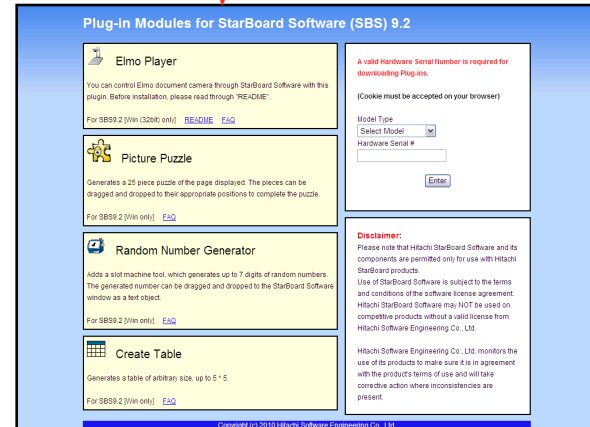 Plug-in Modules for StarBoard Software (SBS) 9.2
Elmo Player
You can control Elmo document camera through StarBoard Software with this
plugin. Before installation, please read through "README".
For SBS9.2 [Win (32bit) only] README FAQ
Picture Puzzle
Generates a 25 piece puzzle of the page displayed. The pieces can be
dragged and dropped to their appropriate positions to complete the puzzle.
For SBS9.2 [Win only] FAQ
Random Number Generator
Adds a slot machine tool, which generates up to 7 digits of random numbers.
The generated number can be dragged and dropped to the StarBoard Software
window as a text object.
For SBS9.2 [Win only] FAQ
Create Table
Generates a table of arbitrary size, up to 5 * 5.
For SBS9.2 [Win only] FAQ
A valid Hardware Serial Number is required for
downloading Plug-ins.
(Cookie must be accepted on your browser)
Model Type
Select Model
Hardware Serial #
Enter
Disclaimer:
Please note that Hitachi StarBoard Software and its
components are permitted only for use with Hitachi
StarBoard products.
Use of StarBoard Software is subject to the terms
and conditions of the software license agreement.
Hitachi StarBoard Software may NOT be used on
competitive products without a valid license from
Hitachi Software Engineering Co., Ltd.
Hitachi Software Engineering Co., Ltd. monitors the
use of its products to make sure it is in agreement
with the product's terms of use and will take
corrective action where inconsistencies are
present.
Copyright (c) 2010 Hitachi Software Engineering Co., Ltd.